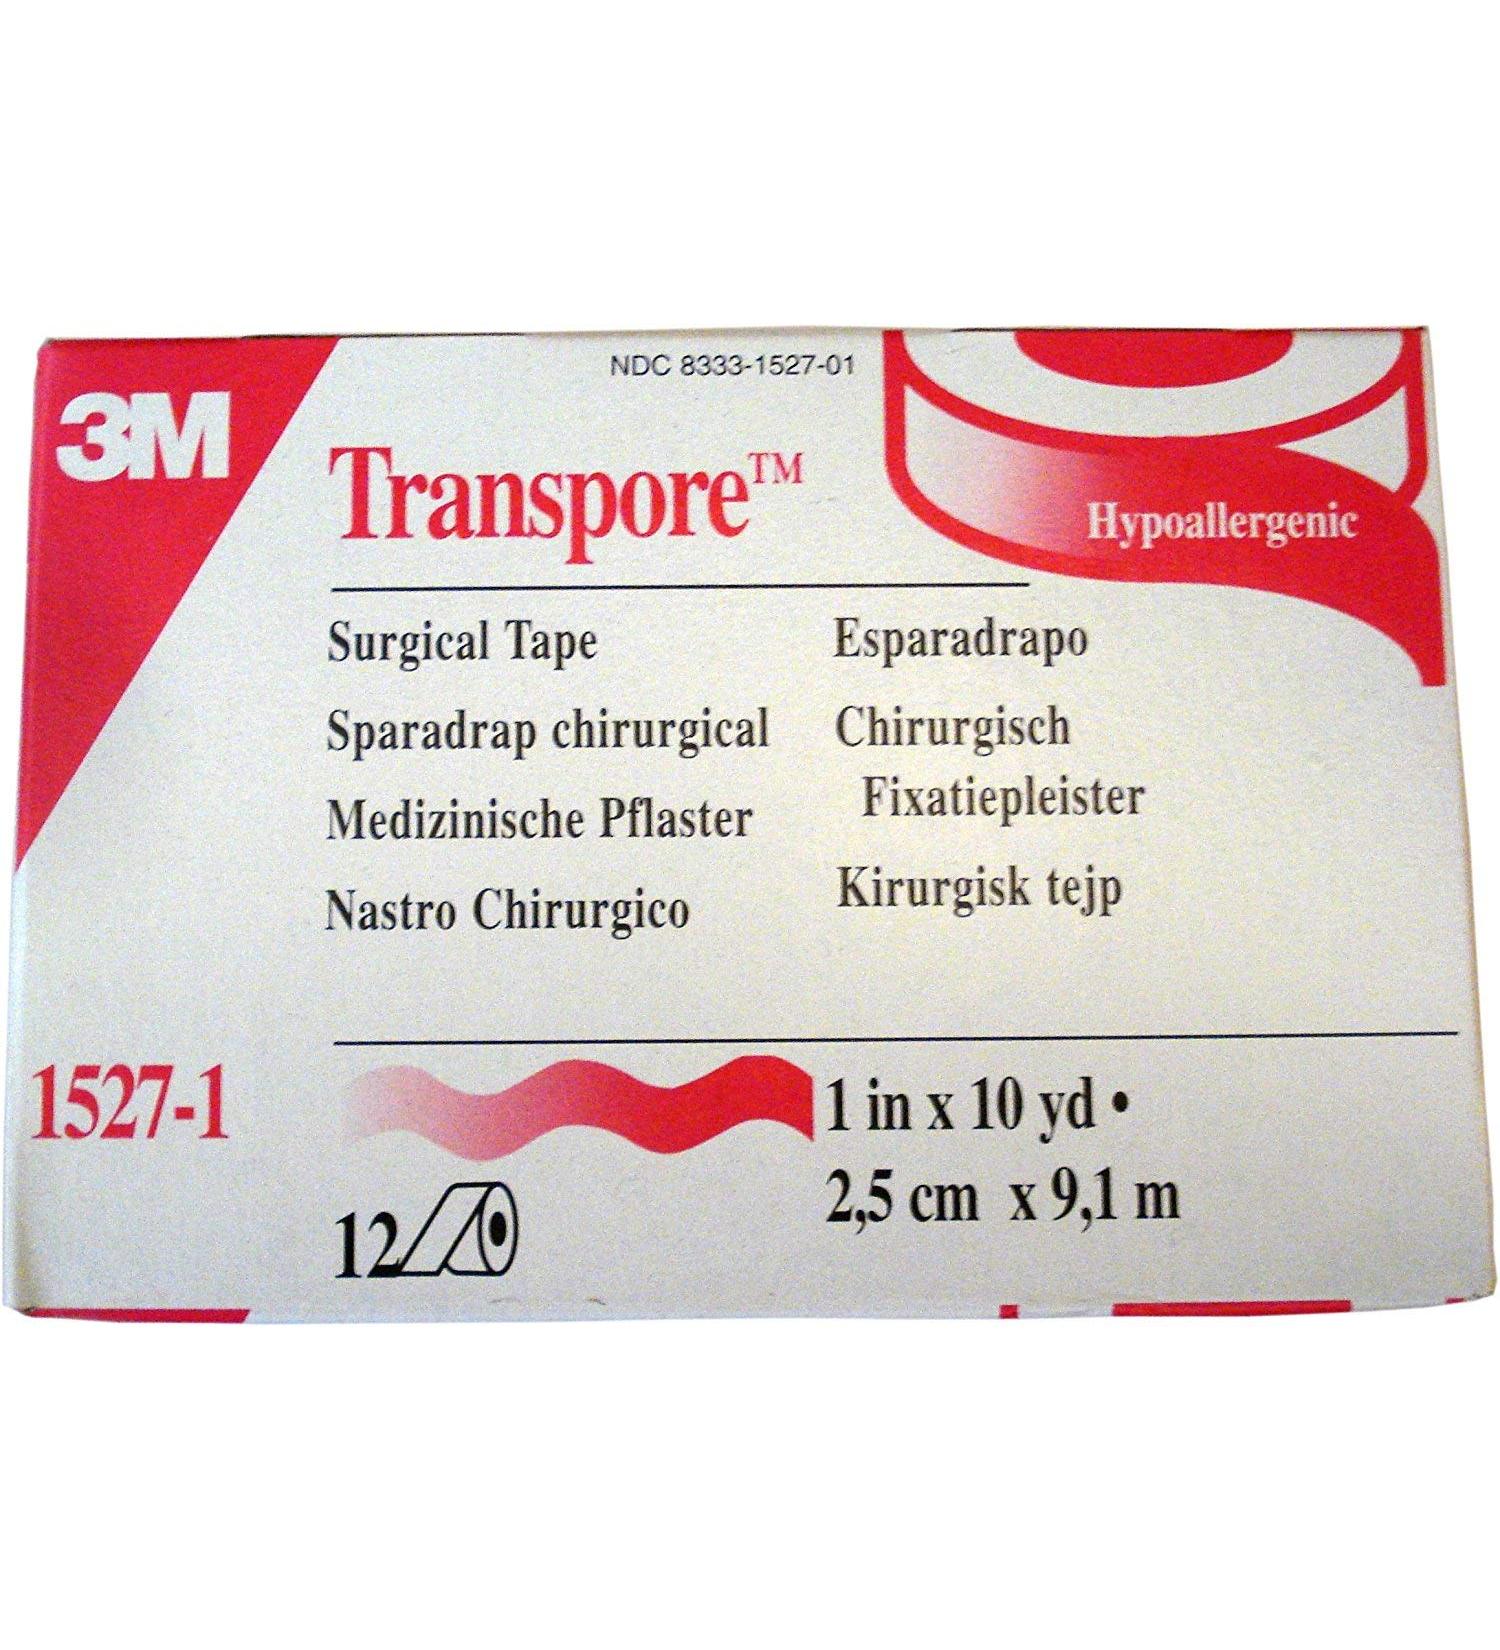 NDC 8333-1527-01
3M
Transpore™
Hypoallergenic
Surgical Tape
Sparadrap chirurgical
Medizinische Pflaster
Nastro Chirurgico
Esparadrapo
Chirurgisch
Fixatiepleister
Kirurgisk tejp
1527-1
1 in x 10 yd •
2,5 cm x 9,1 m
12